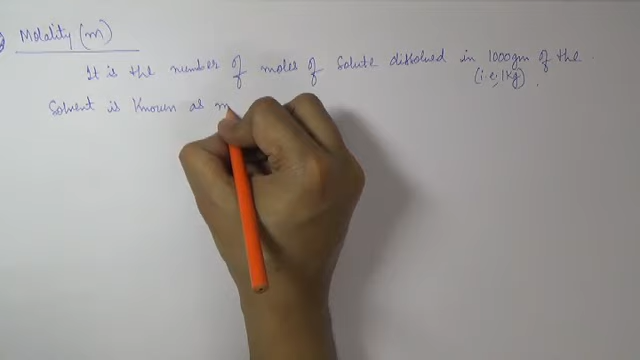 Molality (m)
It is the number of moles of Solute dissolved in 1000gm of the
(i.e, 1kg).
Solvent is known as m